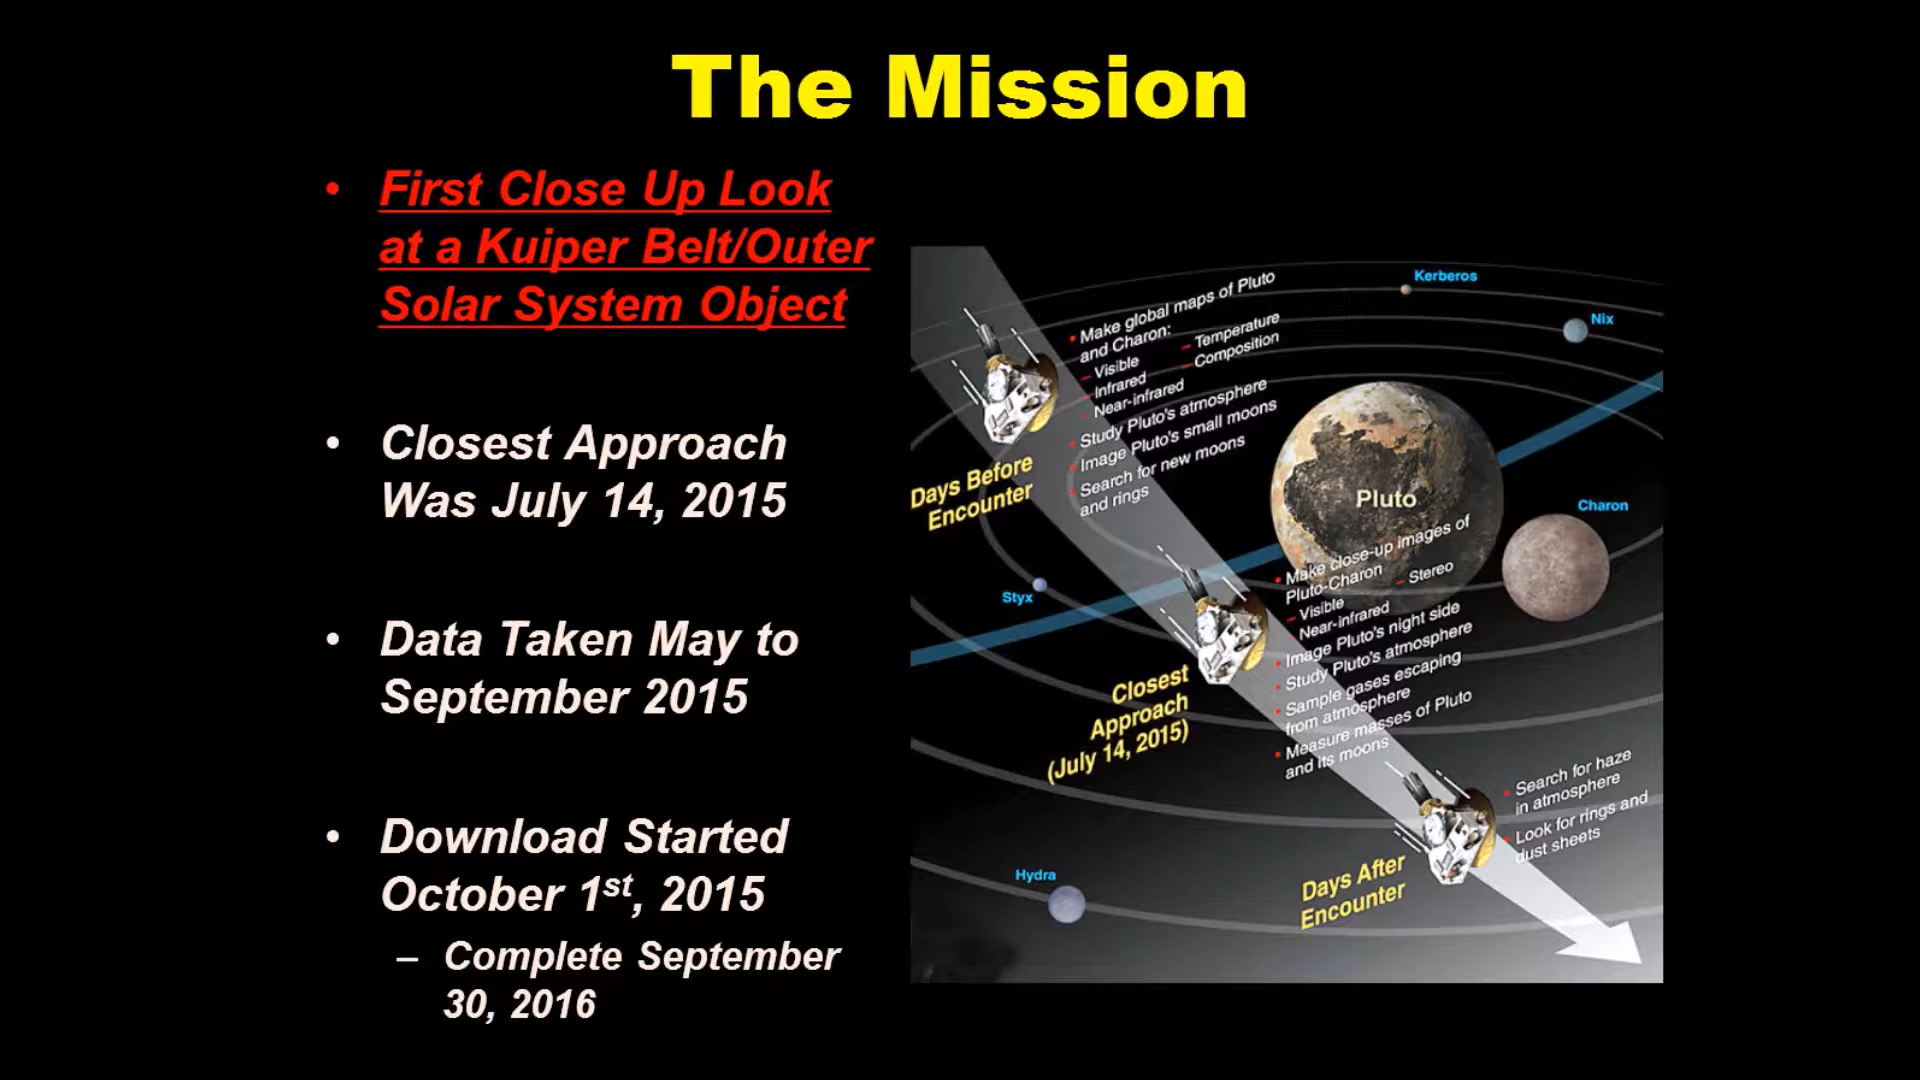 The Mission
• First Close Up Look
at a Kuiper Belt/Outer
Solar System Object
• Closest Approach
Was July 14, 2015
• Data Taken May to
September 2015
• Download Started
October 1st, 2015
– Complete September
30, 2016
Kerberos
Nix
• Make global maps of Pluto
and Charon:
– Visible
– Temperature
– Infrared
– Composition
– Near-infrared
• Study Pluto's atmosphere
• Image Pluto's small moons
• Search for new moons
and rings
Days Before
Encounter
Pluto
Charon
Styx
• Make close-up images of
Pluto-Charon
– Visible
– Stereo
– Near-infrared
• Image Pluto's night side
• Study Pluto's atmosphere
• Sample gases escaping
from atmosphere
• Measure masses of Pluto
and its moons
Closest
Approach
(July 14, 2015)
• Search for haze
in atmosphere
• Look for rings and
dust sheets
Days After
Encounter
Hydra